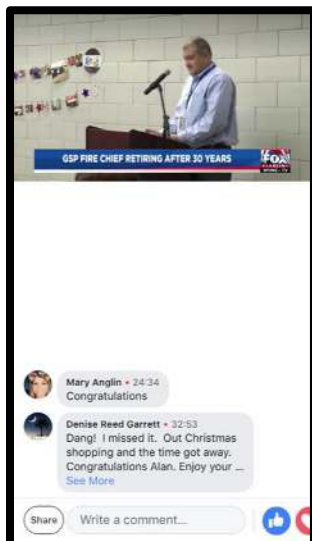 GSP FIRE CHIEF RETIRING AFTER 30 YEARS
FOX
Mary Anglin • 24:34
Congratulations
Denise Reed Garrett • 32:53
Dang! I missed it. Out Christmas
shopping and the time got away.
Congratulations Alan. Enjoy your ...
See More
Share
Write a comment...